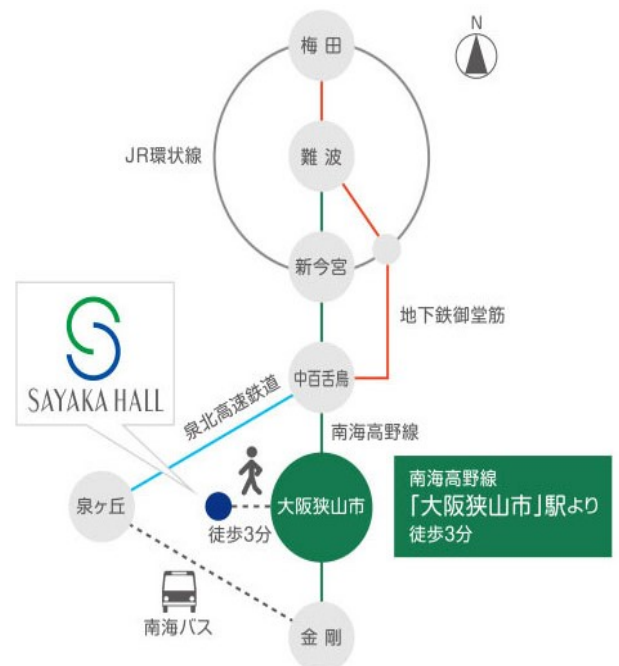 梅田
N
JR環状線
難波
新今宮
地下鉄御堂筋
SAYAKA HALL
中百舌鳥
泉北高速鉄道
南海高野線
泉ヶ丘
徒歩3分
大阪狭山市
南海高野線
「大阪狭山市」駅より
徒歩3分
南海バス
金剛